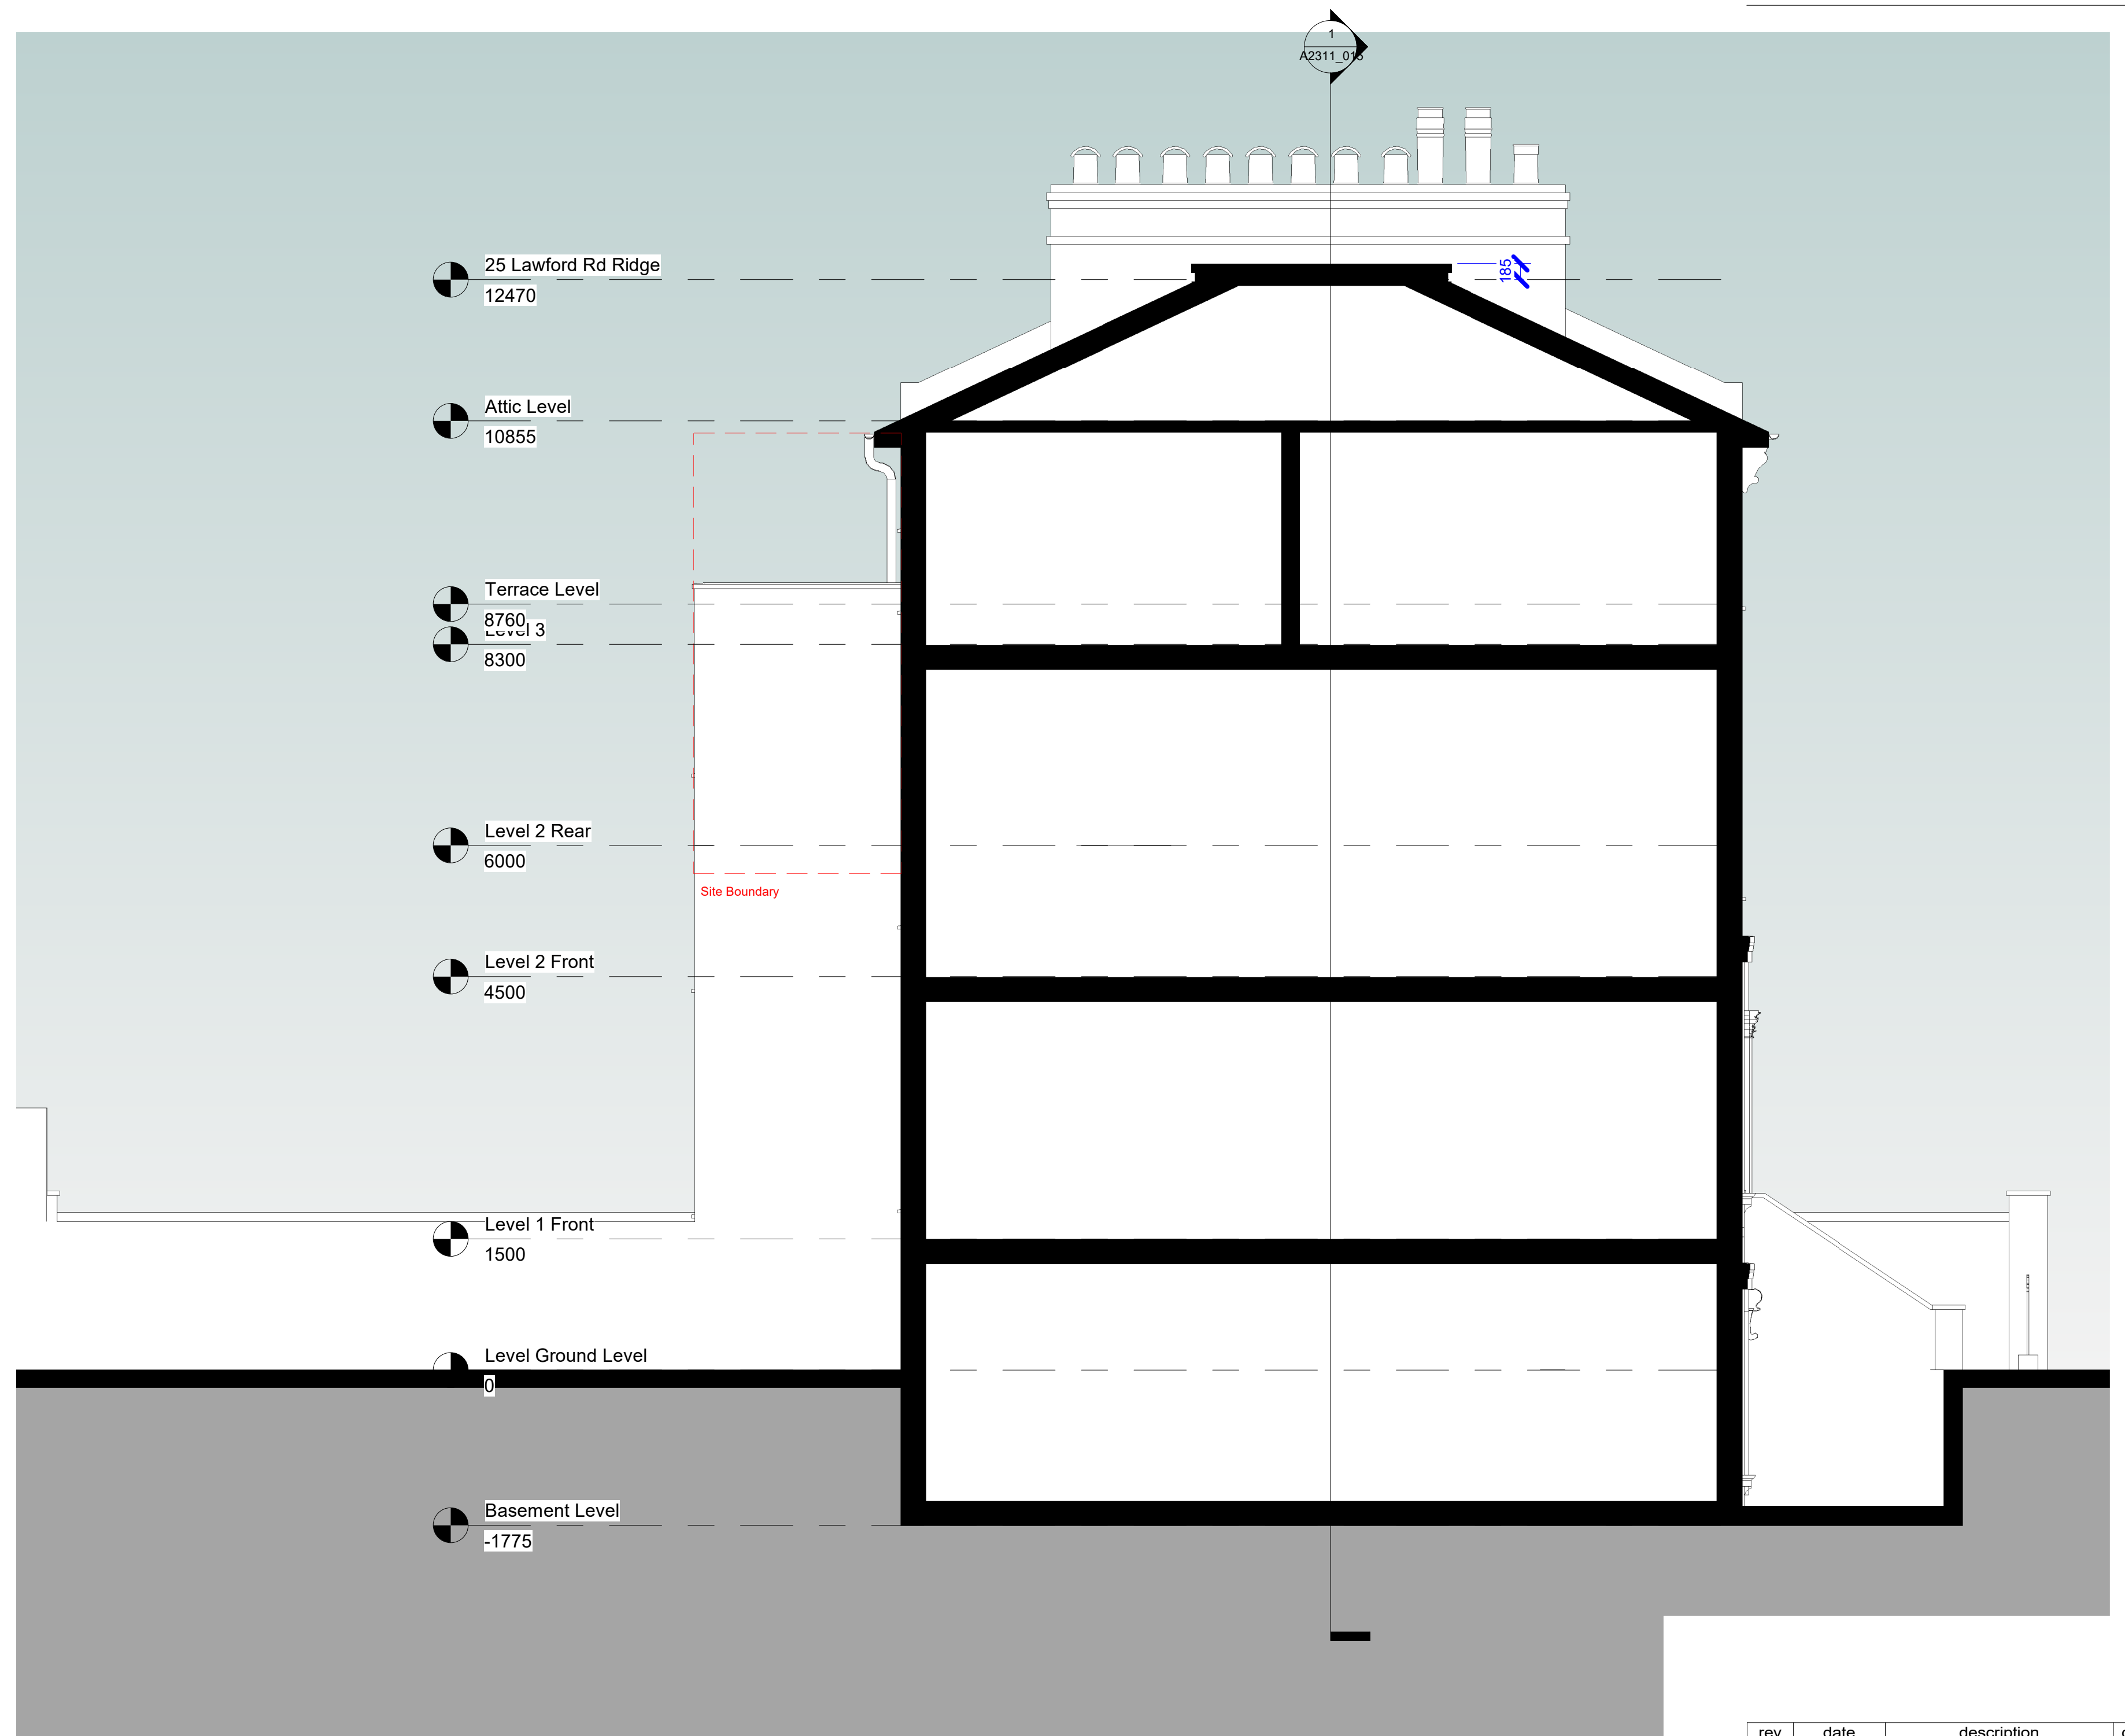 1
A2311_016
25 Lawford Rd Ridge
12470
185
Attic Level
10855
Terrace Level
8760
Level 3
8300
Level 2 Rear
6000
Site Boundary
Level 2 Front
4500
Level 1 Front
1500
Level Ground Level
0
Basement Level
-1775
rev date description